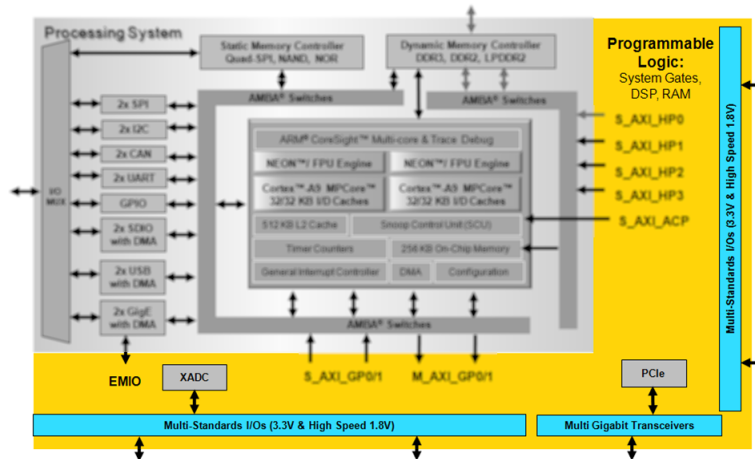 Processing System
Static Memory Controller
Quad-SPI, NAND, NOR
Dynamic Memory Controller
DDR3, DDR2, LPDDR2
Programmable
Logic:
System Gates,
DSP, RAM
AMBA® Switches
AMBA® Switches
2x SPI
2x I2C
2x CAN
2x UART
GPIO
2x SDIO
with DMA
2x USB
with DMA
2x GigE
with DMA
I/O
MUX
ARM® CoreSight™ Multi-core & Trace Debug
NEON™/ FPU Engine
NEON™/ FPU Engine
Cortex™-A9 MPCore™
32/32 KB I/D Caches
Cortex™-A9 MPCore™
32/32 KB I/D Caches
512 KB L2 Cache
Snoop Control Unit (SCU)
Timer Counters
256 KB On-Chip Memory
General Interrupt Controller
DMA
Configuration
AMBA® Switches
S_AXI_HP0
S_AXI_HP1
S_AXI_HP2
S_AXI_HP3
S_AXI_ACP
Multi-Standards I/Os (3.3V & High Speed 1.8V)
EMIO
XADC
S_AXI_GP0/1
M_AXI_GP0/1
PCIe
Multi-Standards I/Os (3.3V & High Speed 1.8V)
Multi Gigabit Transceivers